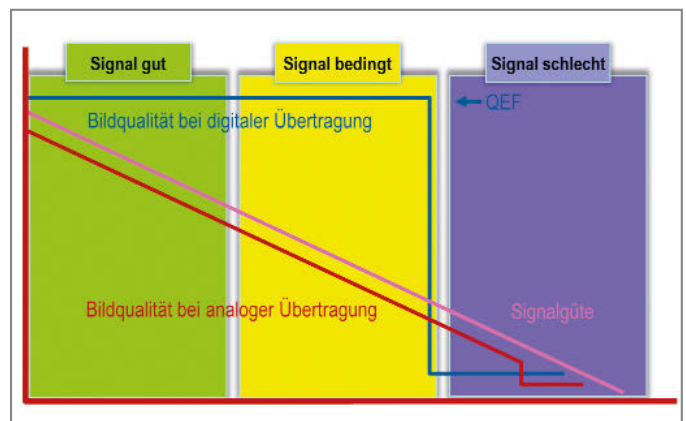 Signal gut
Signal bedingt
Signal schlecht
QEF
Bildqualität bei digitaler Übertragung
Bildqualität bei analoger Übertragung
Signalgüte